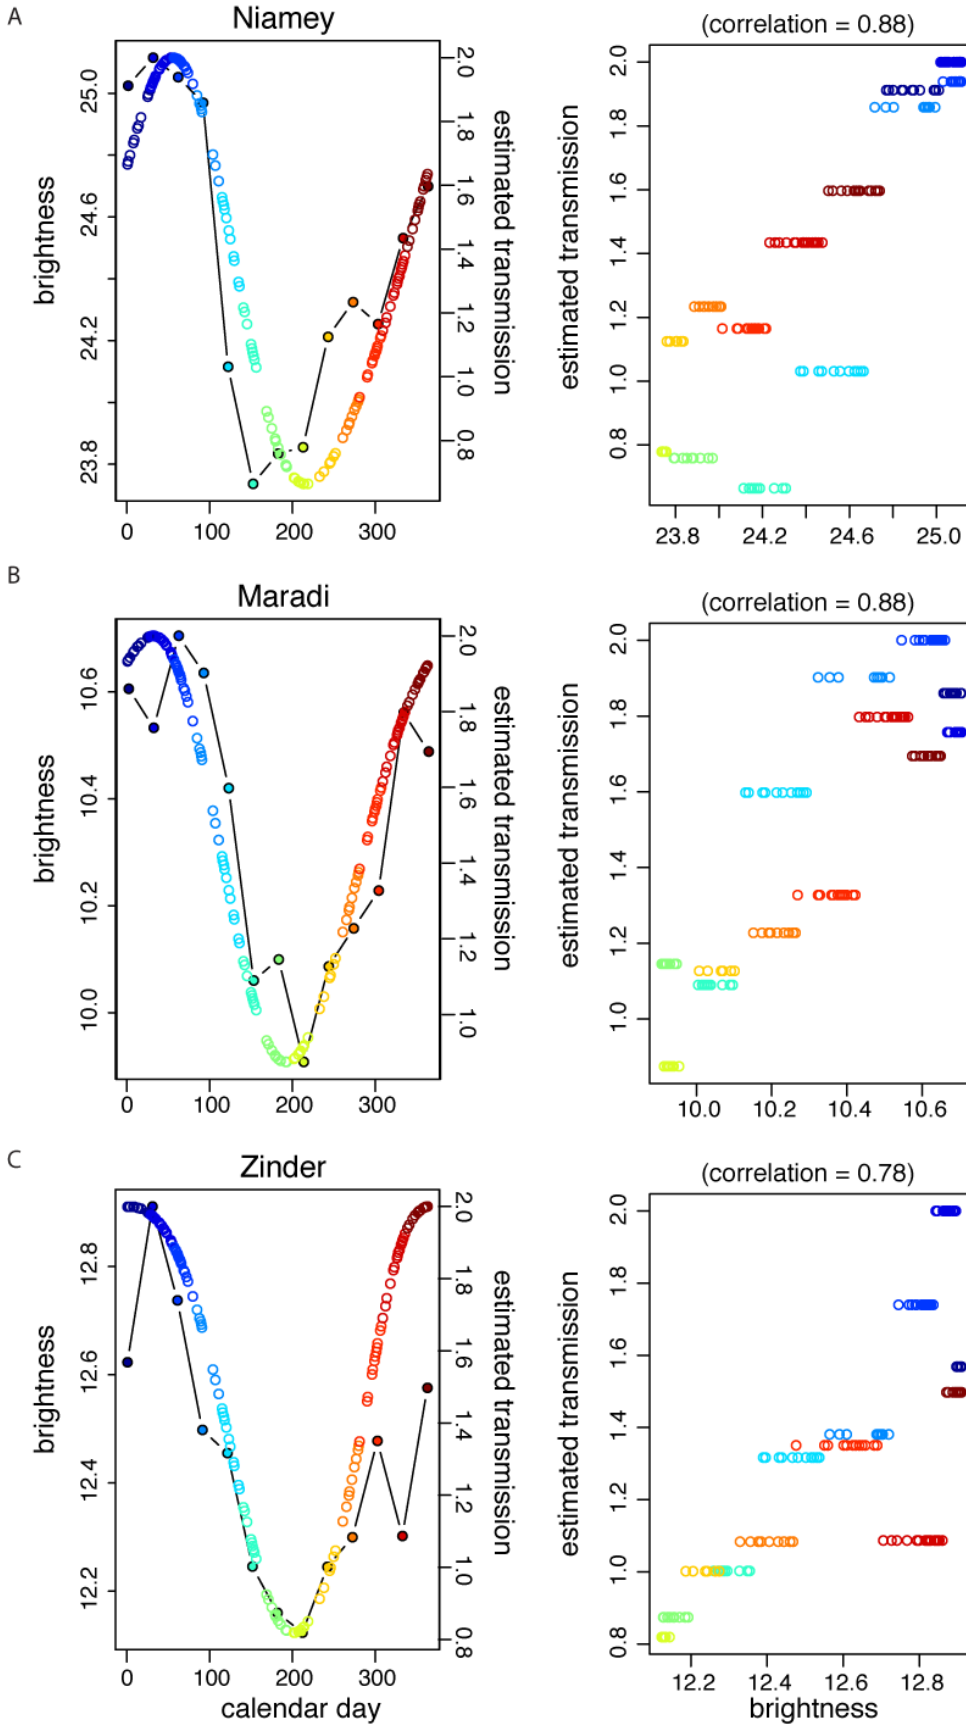 A
Niamey
(correlation = 0.88)
brightness
25.0
24.6
24.2
23.8
2.0
1.8
1.6
1.4
1.2
1.0
0.8
estimated transmission
0 100 200 300
estimated transmission
2.0
1.8
1.6
1.4
1.2
1.0
0.8
23.8 24.2 24.6 25.0
B
Maradi
(correlation = 0.88)
brightness
10.6
10.4
10.2
10.0
2.0
1.8
1.6
1.4
1.2
1.0
estimated transmission
0 100 200 300
estimated transmission
2.0
1.8
1.6
1.4
1.2
1.0
10.0 10.2 10.4 10.6
C
Zinder
(correlation = 0.78)
brightness
12.8
12.6
12.4
12.2
2.0
1.8
1.6
1.4
1.2
1.0
0.8
estimated transmission
0 100 200 300
calendar day
estimated transmission
2.0
1.8
1.6
1.4
1.2
1.0
0.8
12.2 12.4 12.6 12.8
brightness